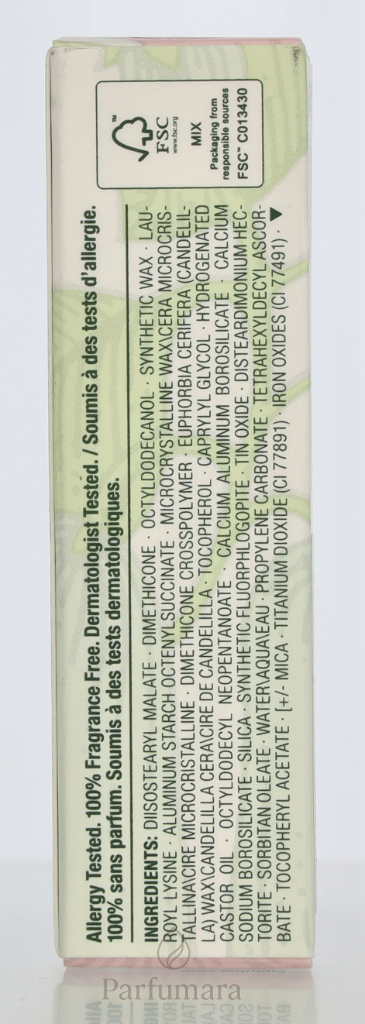 Allergy Tested. 100% Fragrance Free. Dermatologist Tested. / Soumis à des tests d'allergie.
100% sans parfum. Soumis à des tests dermatologiques.
INGREDIENTS: DIISOSTEARYL MALATE · DIMETHICONE · OCTYLDODECANOL · SYNTHETIC WAX · LAU-
ROYL LYSINE · ALUMINUM STARCH OCTENYLSUCCINATE · MICROCRYSTALLINE WAX\CERA MICROCRIS-
TALLINA\CIRE MICROCRISTALLINE · DIMETHICONE CROSSPOLYMER · EUPHORBIA CERIFERA (CANDELIL-
LA) WAX\CANDELILLA CERA\CIRE DE CANDELILLA · TOCOPHEROL · CAPRYLYL GLYCOL · HYDROGENATED
CASTOR OIL · OCTYLDODECYL NEOPENTANOATE · CALCIUM ALUMINUM BOROSILICATE · CALCIUM
SODIUM BOROSILICATE · SILICA · SYNTHETIC FLUORPHLOGOPITE · TIN OXIDE · DISTEARDIMONIUM HEC-
TORITE · SORBITAN OLEATE · WATER\AQUA\EAU · PROPYLENE CARBONATE · TETRAHEXYLDECYL ASCOR-
BATE · TOCOPHERYL ACETATE · [+/- MICA · TITANIUM DIOXIDE (CI 77891) · IRON OXIDES (CI 77491) · ▼
™
FSC
www.fsc.org
MIX
Packaging from
responsible sources
FSC™ C013430
Parfumara